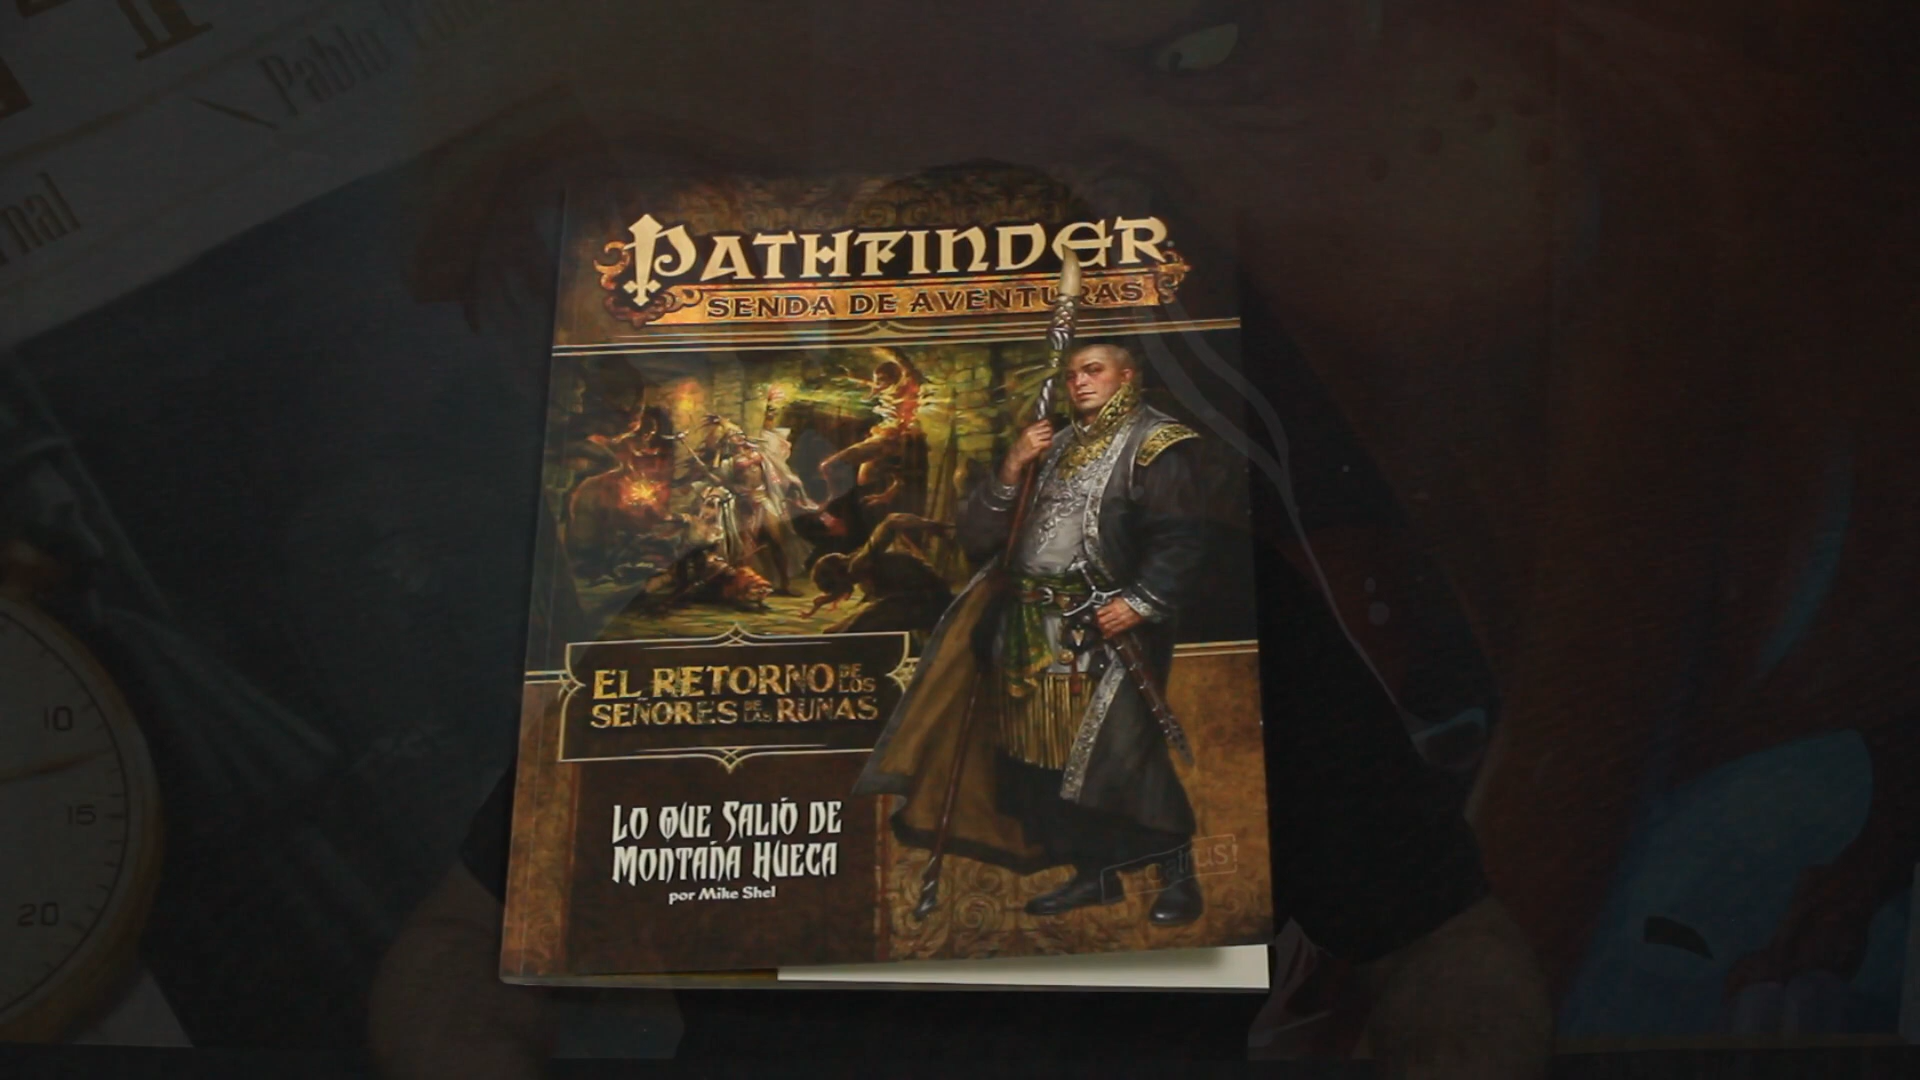 Pablo
rnal
PATHFINDER
SENDA DE AVENTURAS
EL RETORNO DE LOS
SEÑORES DE LAS RUNAS
LO QUE SALIÓ DE
MONTAÑA HUECA
por Mike Shel
10
15
20